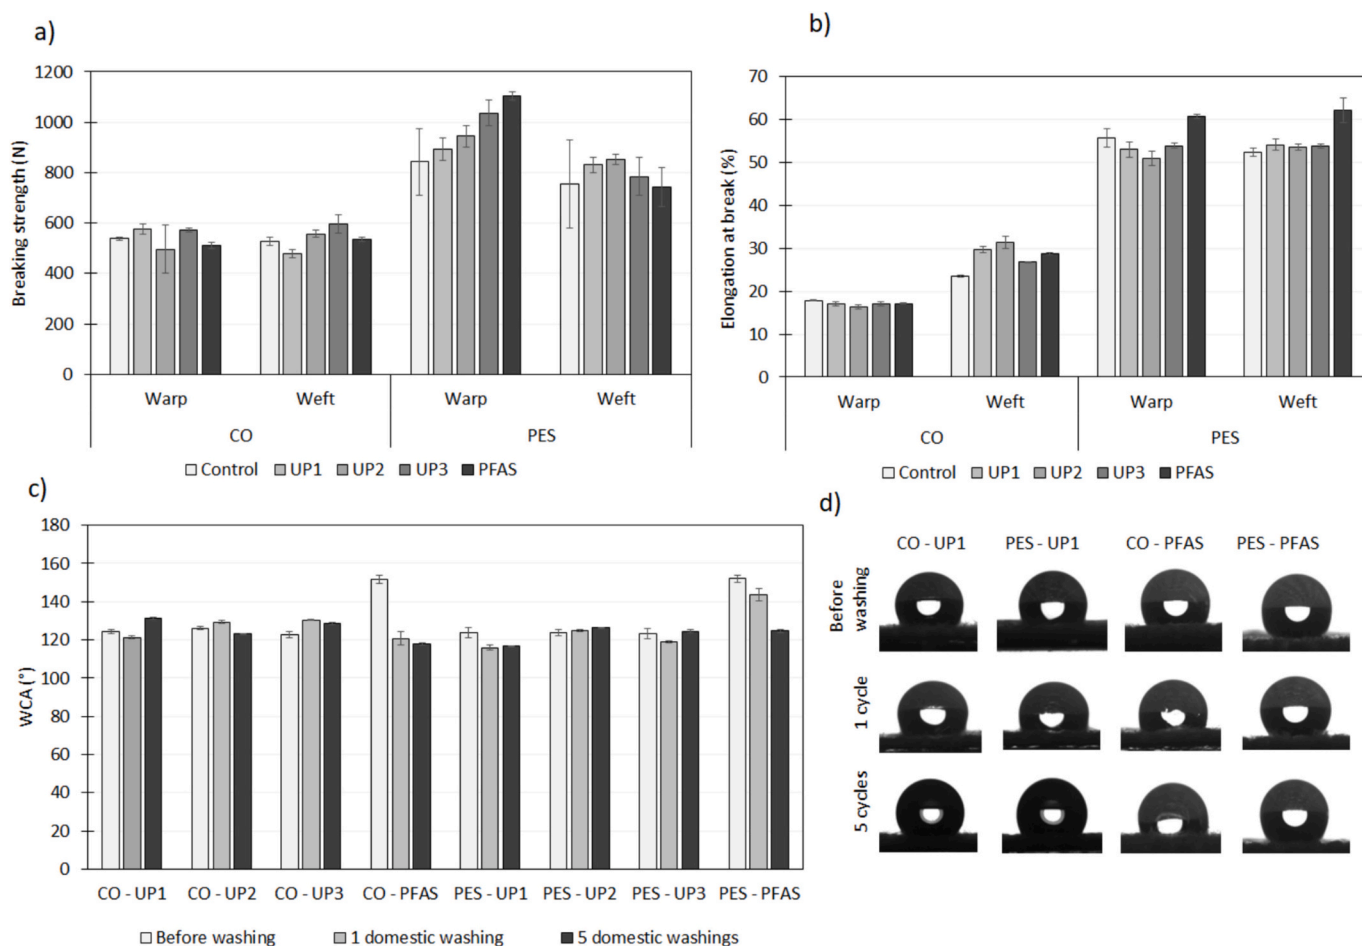 a)
1200
1000
800
600
400
200
0
Breaking strength (N)
Warp Weft Warp Weft
CO PES
Control UP1 UP2 UP3 PFAS
b)
70
60
50
40
30
20
10
0
Elongation at break (%)
Warp Weft Warp Weft
CO PES
Control UP1 UP2 UP3 PFAS
c)
180
160
140
120
100
80
60
40
20
0
WCA (°)
CO - UP1 CO - UP2 CO - UP3 CO - PFAS PES - UP1 PES - UP2 PES - UP3 PES - PFAS
Before washing 1 domestic washing 5 domestic washings
d)
CO - UP1 PES - UP1 CO - PFAS PES - PFAS
Before
washing
1 cycle
5 cycles